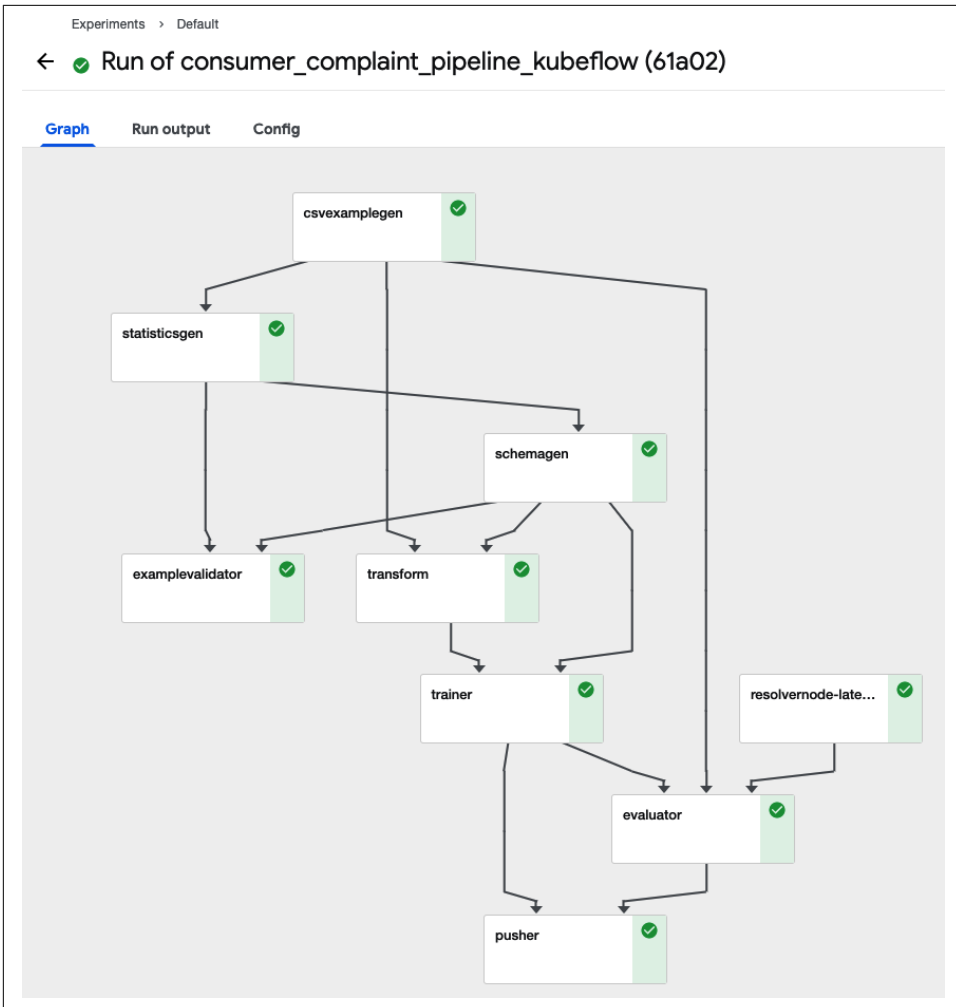 Experiments > Default
Run of consumer_complaint_pipeline_kubeflow (61a02)
Graph Run output Config
csvexamplegen
statisticsgen
schemagen
examplevalidator transform
trainer resolvernode-late...
evaluator
pusher